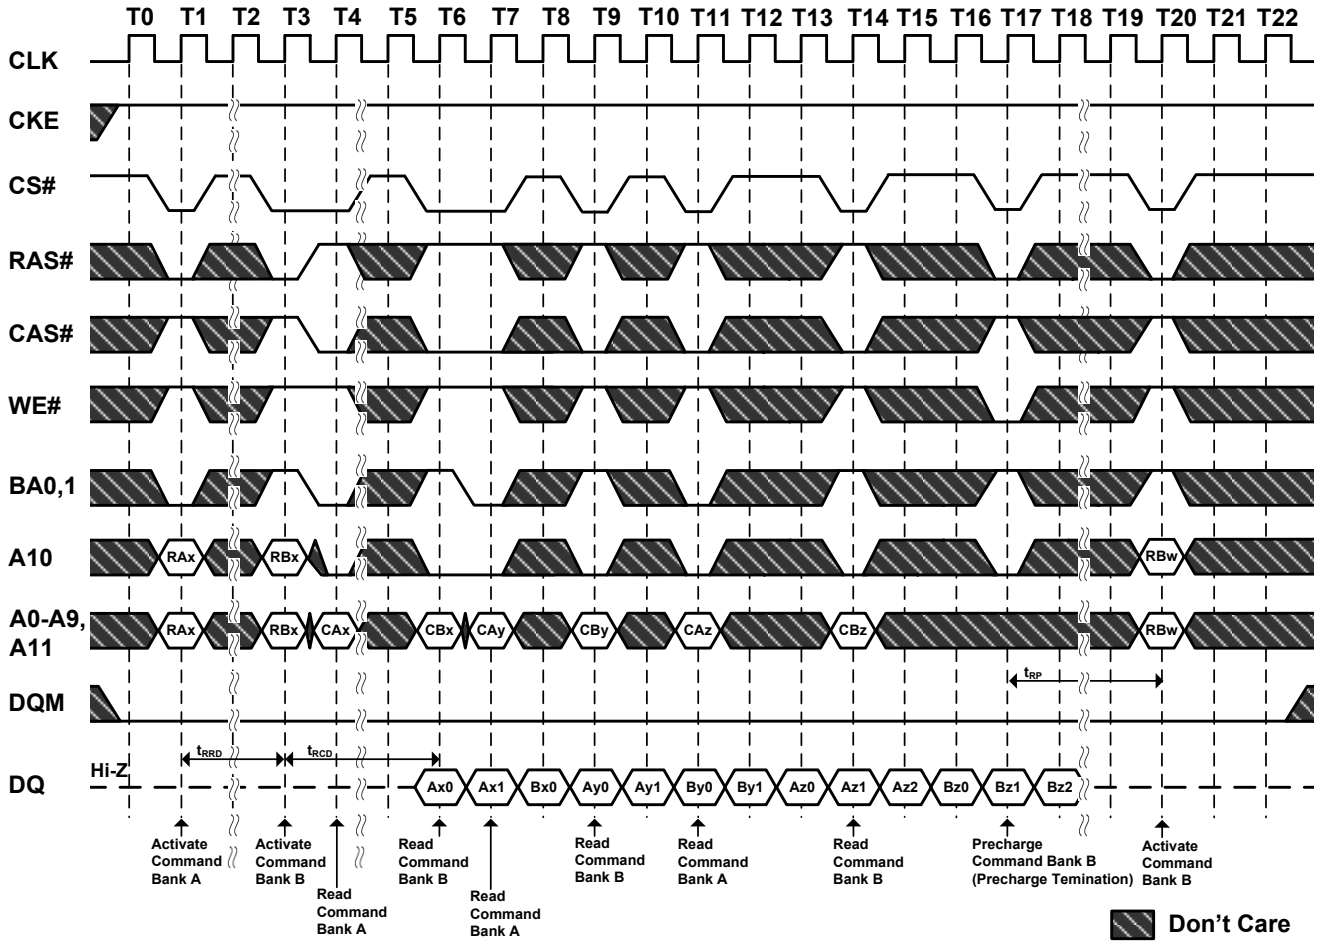 T0 T1 T2 T3 T4 T5 T6 T7 T8 T9 T10 T11 T12 T13 T14 T15 T16 T17 T18 T19 T20 T21 T22
CLK
CKE
CS#
RAS#
CAS#
WE#
BA0,1
A10 RAx RBx RBw
A0-A9,
A11
RAx RBx CAx CBx CAy CBy CAz CBz RBw
tRP
DQM
tRRD tRCD
Hi-Z
DQ
Ax0 Ax1 Bx0 Ay0 Ay1 By0 By1 Az0 Az1 Az2 Bz0 Bz1 Bz2
Activate
Command
Bank A
Activate
Command
Bank B
Read
Command
Bank A
Read
Command
Bank B
Read
Command
Bank A
Read
Command
Bank B
Read
Command
Bank A
Read
Command
Bank B
Precharge
Command Bank B
(Precharge Temination)
Activate
Command
Bank B
Don't Care